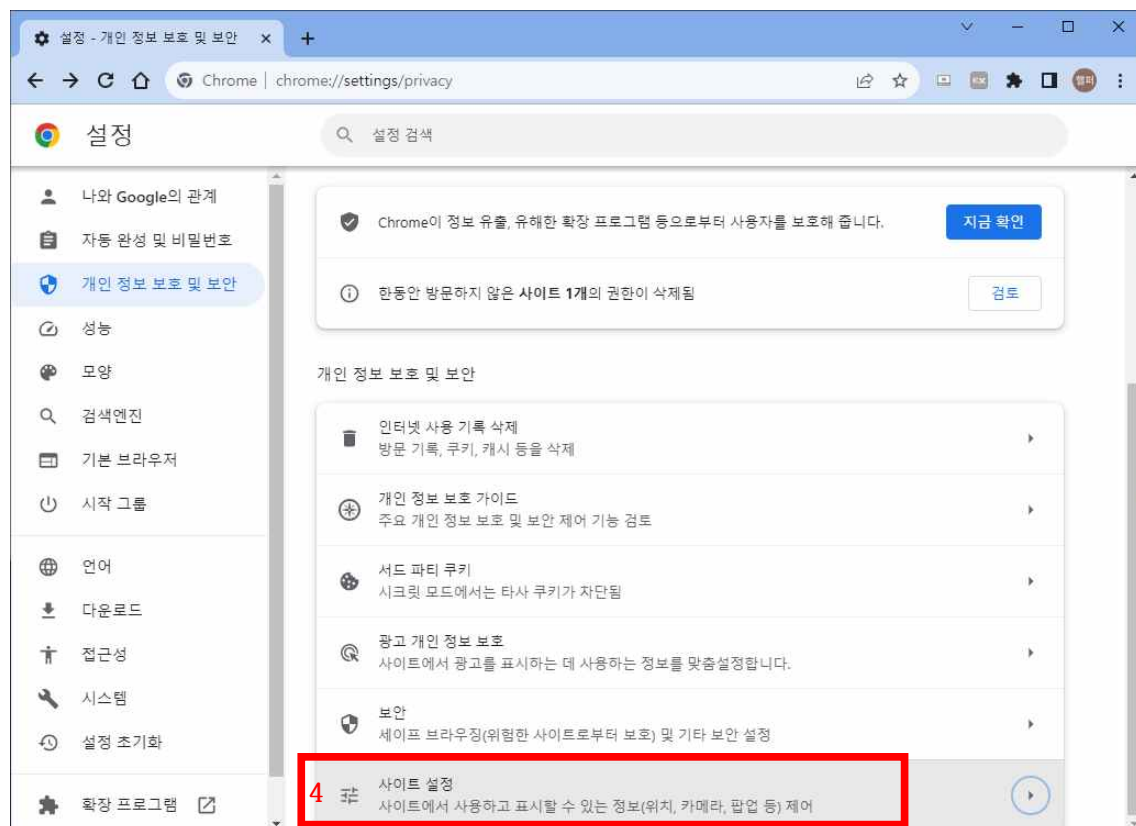 설정 - 개인 정보 보호 및 보안
Chrome | chrome://settings/privacy
설정
설정 검색
나와 Google의 관계
자동 완성 및 비밀번호
개인 정보 보호 및 보안
성능
모양
검색엔진
기본 브라우저
시작 그룹
언어
다운로드
접근성
시스템
설정 초기화
확장 프로그램
Chrome이 정보 유출, 유해한 확장 프로그램 등으로부터 사용자를 보호해 줍니다.
지금 확인
한동안 방문하지 않은 사이트 1개의 권한이 삭제됨
검토
개인 정보 보호 및 보안
인터넷 사용 기록 삭제
방문 기록, 쿠키, 캐시 등을 삭제
개인 정보 보호 가이드
주요 개인 정보 보호 및 보안 제어 기능 검토
서드 파티 쿠키
시크릿 모드에서는 타사 쿠키가 차단됨
광고 개인 정보 보호
사이트에서 광고를 표시하는 데 사용하는 정보를 맞춤설정합니다.
보안
세이프 브라우징(위험한 사이트로부터 보호) 및 기타 보안 설정
4
사이트 설정
사이트에서 사용하고 표시할 수 있는 정보(위치, 카메라, 팝업 등) 제어